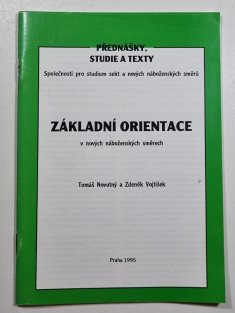 PŘEDNÁŠKY,
STUDIE A TEXTY
Společnosti pro studium sekt a nových náboženských směrů
ZÁKLADNÍ ORIENTACE
v nových náboženských směrech
Tomáš Novotný a Zdeněk Vojtíšek
Praha 1995